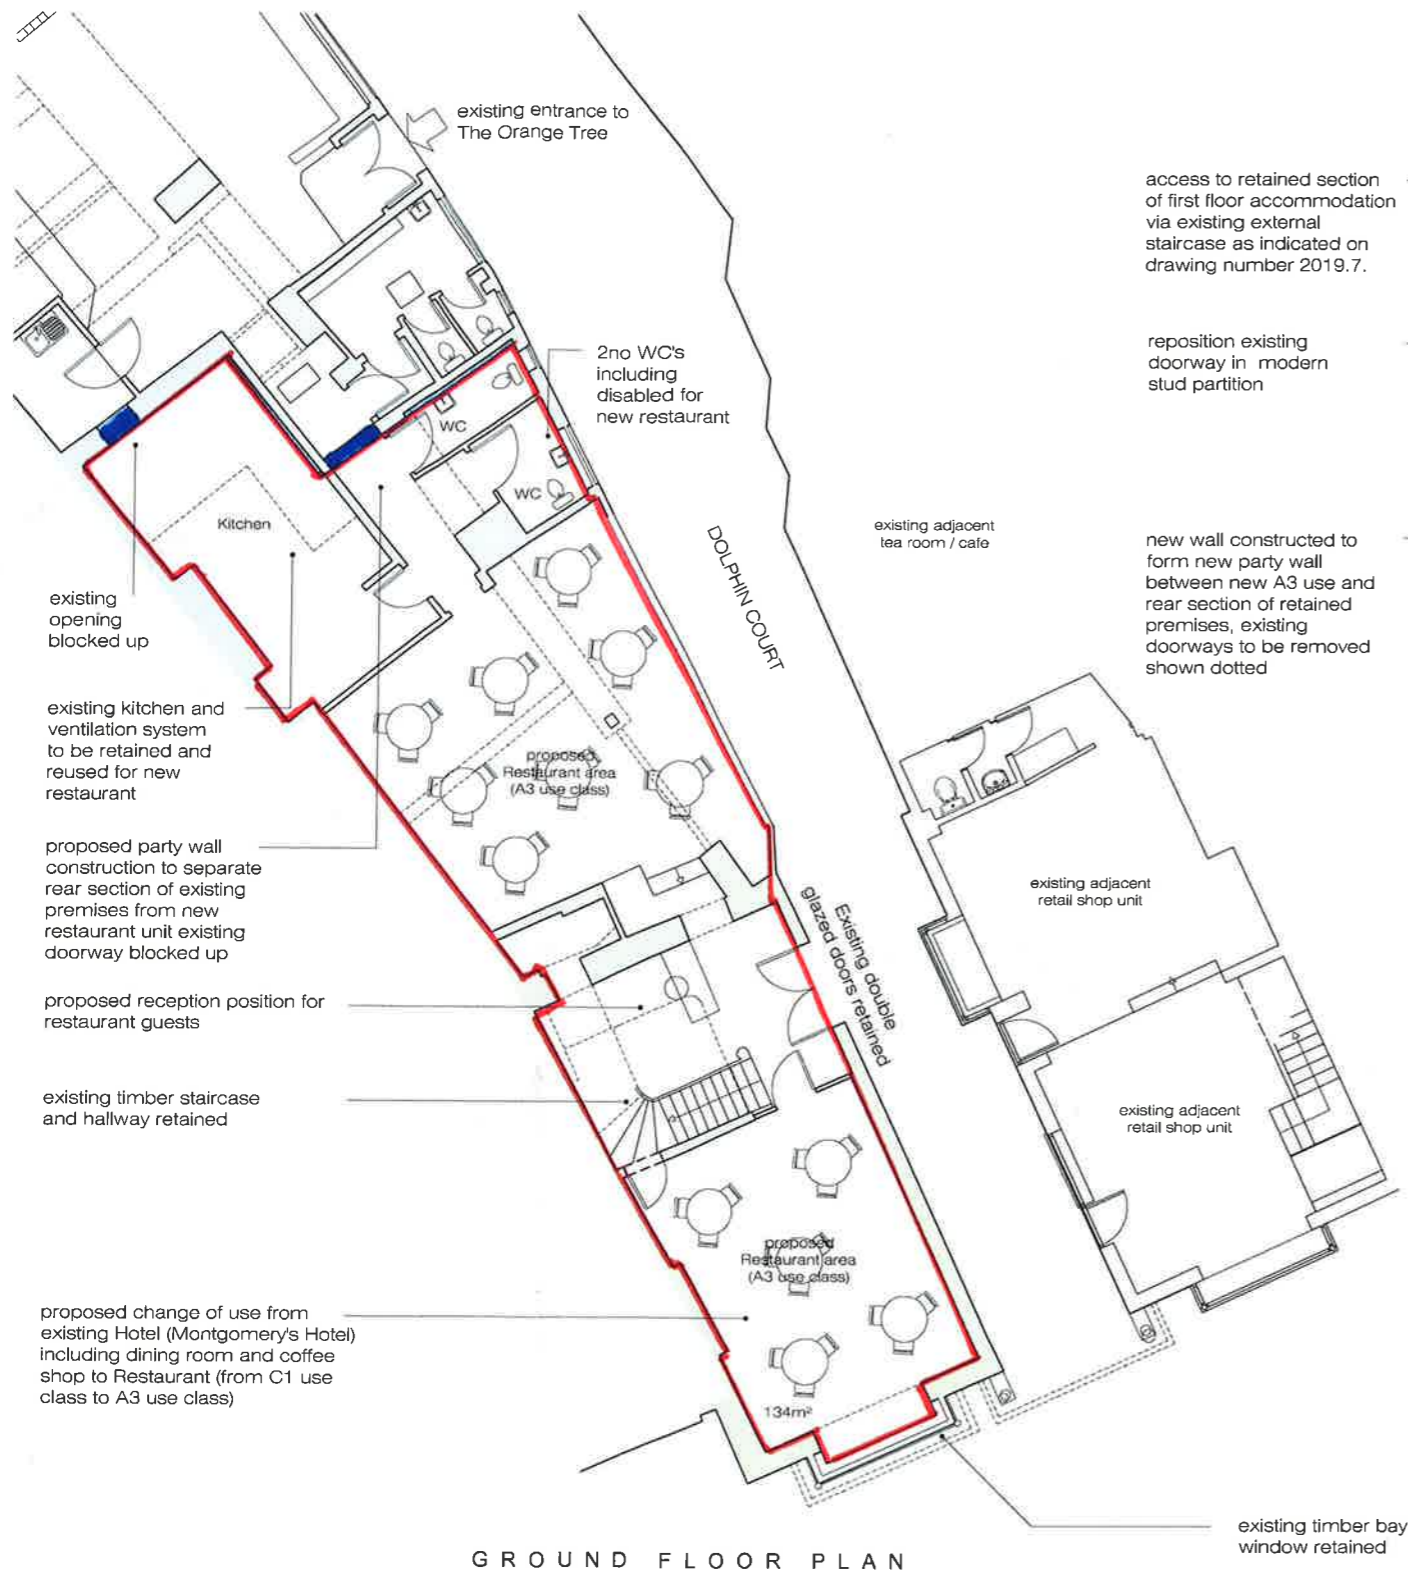 existing entrance to
The Orange Tree
access to retained section
of first floor accommodation
via existing external
staircase as indicated on
drawing number 2019.7.
reposition existing
doorway in modern
stud partition
2no WC's
including
disabled for
new restaurant
WC
WC
Kitchen
existing adjacent
tea room / cafe
DOLPHIN COURT
new wall constructed to
form new party wall
between new A3 use and
rear section of retained
premises, existing
doorways to be removed
shown dotted
existing
opening
blocked up
existing kitchen and
ventilation system
to be retained and
reused for new
restaurant
proposed
Restaurant area
(A3 use class)
proposed party wall
construction to separate
rear section of existing
premises from new
restaurant unit existing
doorway blocked up
existing adjacent
retail shop unit
Existing double
glazed doors retained
proposed reception position for
restaurant guests
existing timber staircase
and hallway retained
existing adjacent
retail shop unit
proposed
Restaurant area
(A3 use class)
proposed change of use from
existing Hotel (Montgomery's Hotel)
including dining room and coffee
shop to Restaurant (from C1 use
class to A3 use class)
134m²
existing timber bay
window retained
GROUND FLOOR PLAN